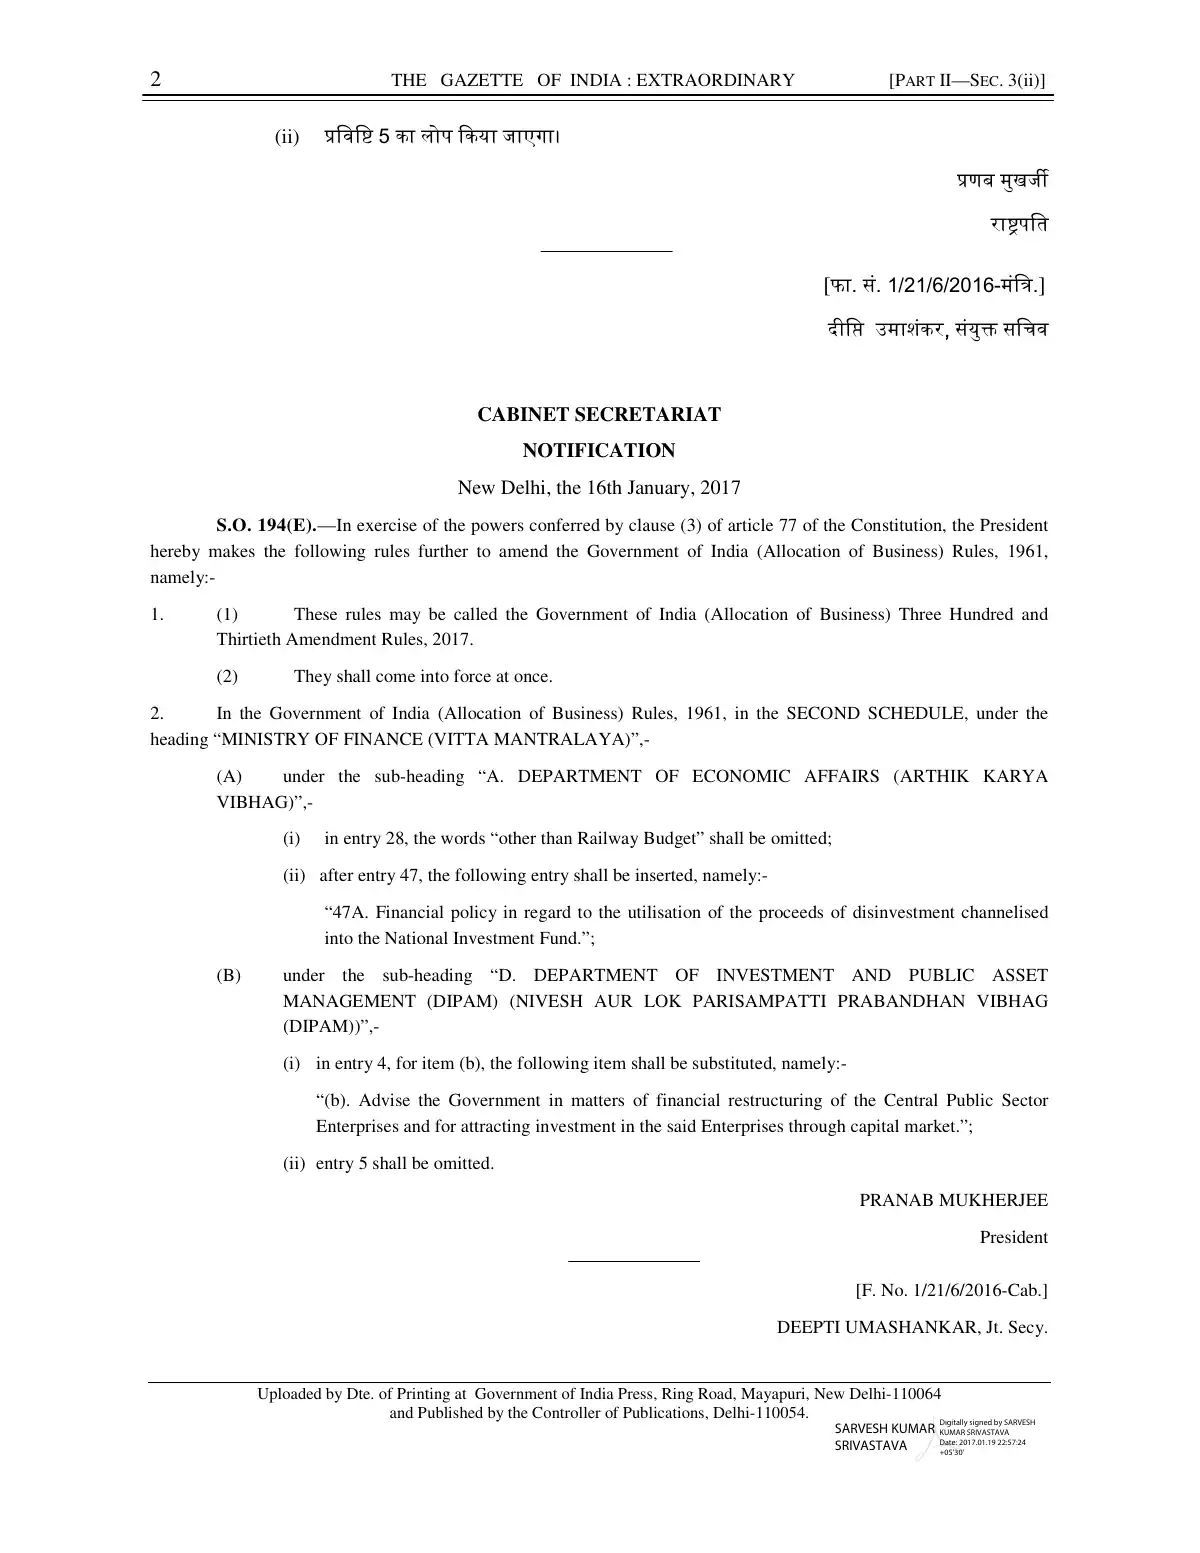 2 THE GAZETTE OF INDIA : EXTRAORDINARY [PART II—SEC. 3(ii)]
(ii) प्रविष्टि 5 का लोप किया जाएगा।
प्रणब मुखर्जी
राष्ट्रपति
[फा. सं. 1/21/6/2016-मंत्रि.]
दीप्ति उमाशंकर, संयुक्त सचिव
CABINET SECRETARIAT
NOTIFICATION
New Delhi, the 16th January, 2017
S.O. 194(E).—In exercise of the powers conferred by clause (3) of article 77 of the Constitution, the President
hereby makes the following rules further to amend the Government of India (Allocation of Business) Rules, 1961,
namely:-
1. (1) These rules may be called the Government of India (Allocation of Business) Three Hundred and
Thirtieth Amendment Rules, 2017.
(2) They shall come into force at once.
2. In the Government of India (Allocation of Business) Rules, 1961, in the SECOND SCHEDULE, under the
heading “MINISTRY OF FINANCE (VITTA MANTRALAYA)”,-
(A) under the sub-heading “A. DEPARTMENT OF ECONOMIC AFFAIRS (ARTHIK KARYA
VIBHAG)”,-
(i) in entry 28, the words “other than Railway Budget” shall be omitted;
(ii) after entry 47, the following entry shall be inserted, namely:-
“47A. Financial policy in regard to the utilisation of the proceeds of disinvestment channelised
into the National Investment Fund.”;
(B) under the sub-heading “D. DEPARTMENT OF INVESTMENT AND PUBLIC ASSET
MANAGEMENT (DIPAM) (NIVESH AUR LOK PARISAMPATTI PRABANDHAN VIBHAG
(DIPAM))”,-
(i) in entry 4, for item (b), the following item shall be substituted, namely:-
“(b). Advise the Government in matters of financial restructuring of the Central Public Sector
Enterprises and for attracting investment in the said Enterprises through capital market.”;
(ii) entry 5 shall be omitted.
PRANAB MUKHERJEE
President
[F. No. 1/21/6/2016-Cab.]
DEEPTI UMASHANKAR, Jt. Secy.
Uploaded by Dte. of Printing at Government of India Press, Ring Road, Mayapuri, New Delhi-110064
and Published by the Controller of Publications, Delhi-110054.
SARVESH KUMAR
SRIVASTAVA
Digitally signed by SARVESH
KUMAR SRIVASTAVA
Date: 2017.01.19 22:57:24
+05'30'